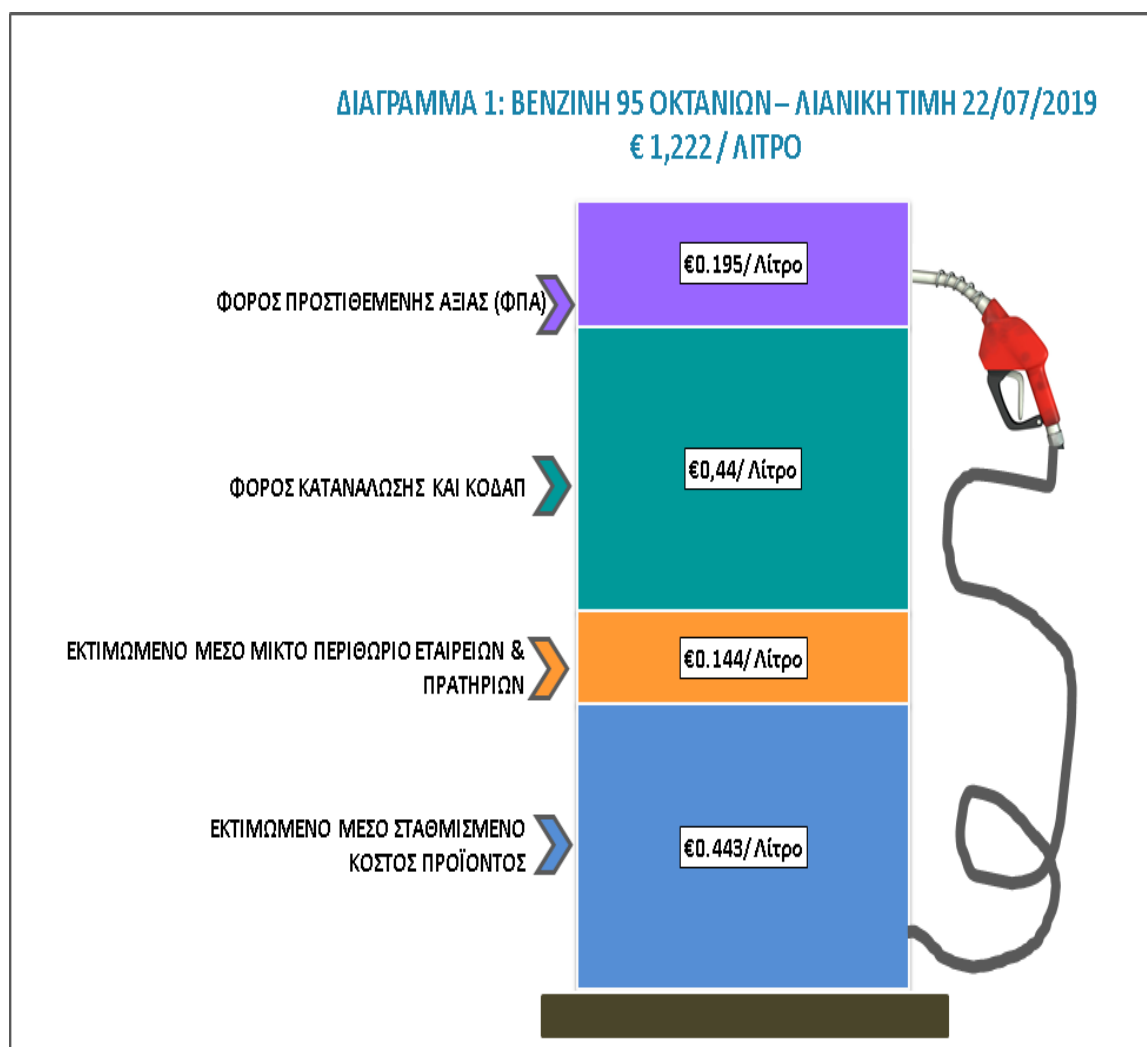 ΔΙΑΓΡΑΜΜΑ 1: ΒΕΝΖΙΝΗ 95 ΟΚΤΑΝΙΩΝ – ΛΙΑΝΙΚΗ ΤΙΜΗ 22/07/2019
€ 1,222 / ΛΙΤΡΟ
€0.195/ Λίτρο
ΦΟΡΟΣ ΠΡΟΣΤΙΘΕΜΕΝΗΣ ΑΞΙΑΣ (ΦΠΑ)
€0,44/ Λίτρο
ΦΟΡΟΣ ΚΑΤΑΝΑΛΩΣΗΣ ΚΑΙ ΚΟΔΑΠ
ΕΚΤΙΜΩΜΕΝΟ ΜΕΣΟ ΜΙΚΤΟ ΠΕΡΙΘΩΡΙΟ ΕΤΑΙΡΕΙΩΝ &
ΠΡΑΤΗΡΙΩΝ
€0.144/ Λίτρο
ΕΚΤΙΜΩΜΕΝΟ ΜΕΣΟ ΣΤΑΘΜΙΣΜΕΝΟ
ΚΟΣΤΟΣ ΠΡΟΪΟΝΤΟΣ
€0.443/ Λίτρο